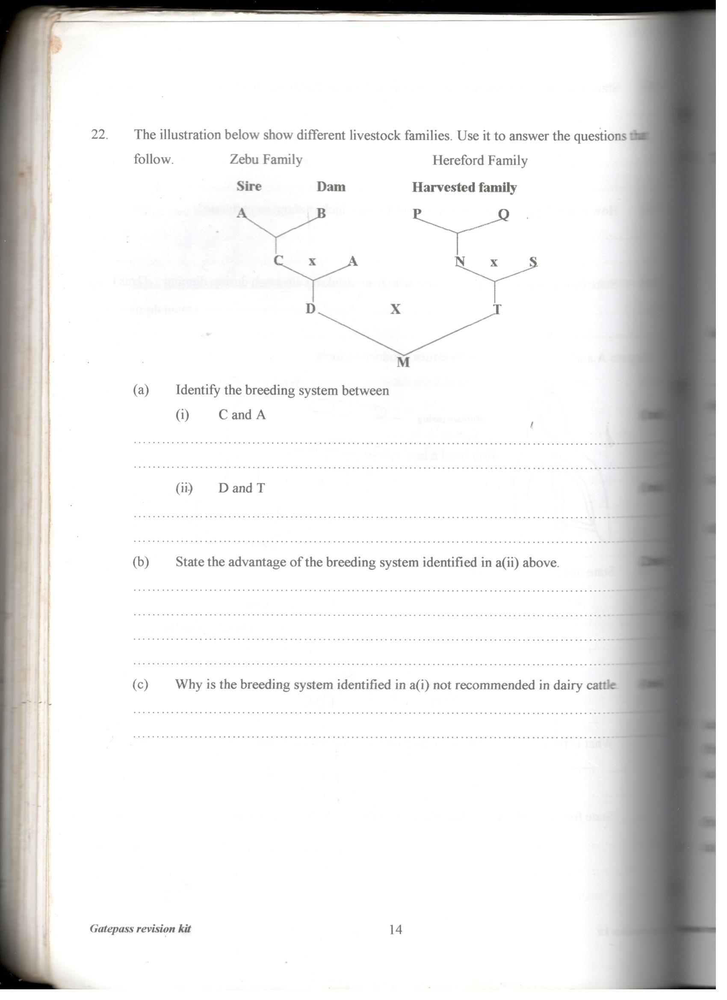 22. The illustration below show different livestock families. Use it to answer the questions
follow. Zebu Family Hereford Family
Sire Dam Harvested family
A B P Q
C x A N x S
D X T
M
(a) Identify the breeding system between
(i) C and A
(ii) D and T
(b) State the advantage of the breeding system identified in a(ii) above.
(c) Why is the breeding system identified in a(i) not recommended in dairy cattle
Gatepass revision kit 14